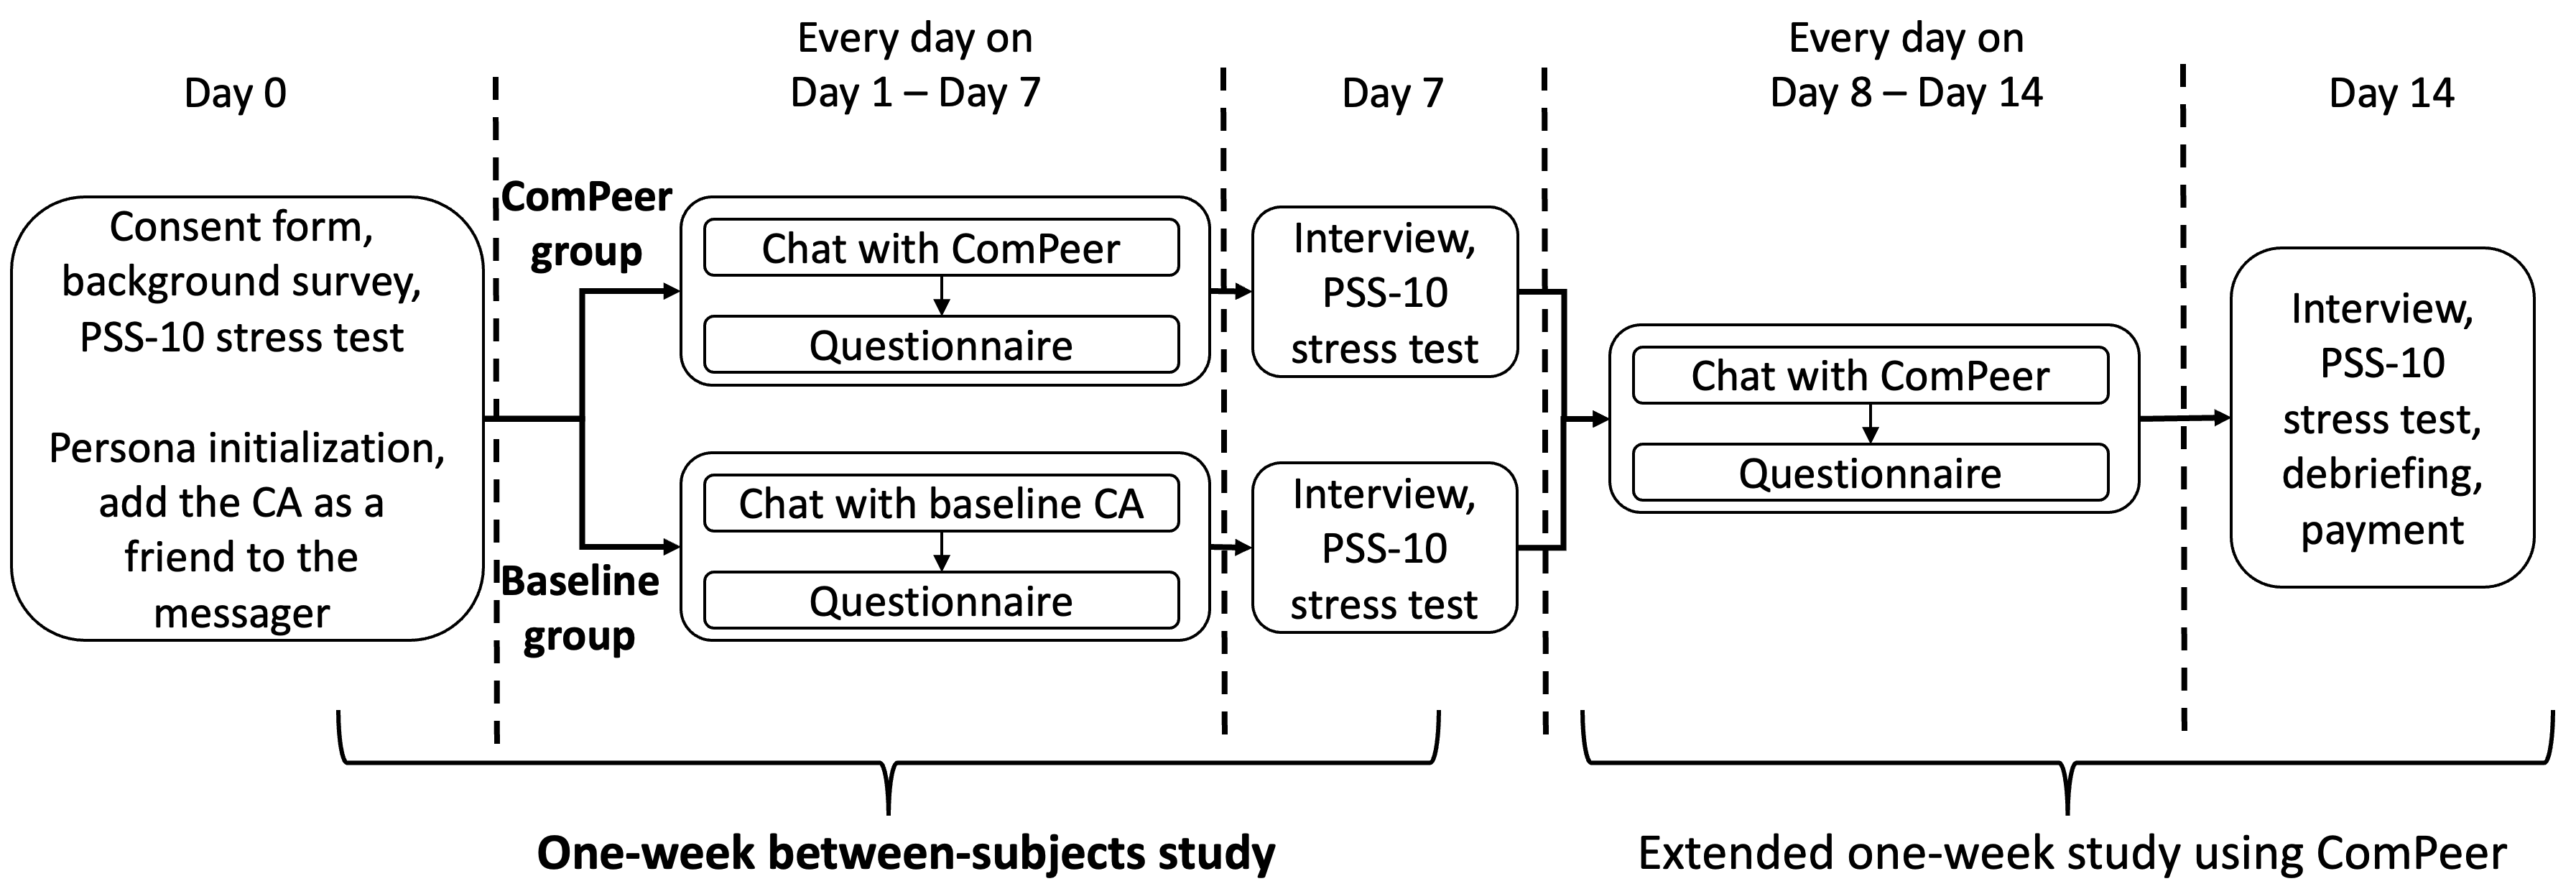 Day 0
Every day on
Day 1 – Day 7
Day 7
Every day on
Day 8 – Day 14
Day 14
Consent form,
background survey,
PSS-10 stress test
Persona initialization,
add the CA as a
friend to the
messager
ComPeer
group
Chat with ComPeer
Questionnaire
Interview,
PSS-10
stress test
Baseline
group
Chat with baseline CA
Questionnaire
Interview,
PSS-10
stress test
Chat with ComPeer
Questionnaire
Interview,
PSS-10
stress test,
debriefing,
payment
One-week between-subjects study
Extended one-week study using ComPeer